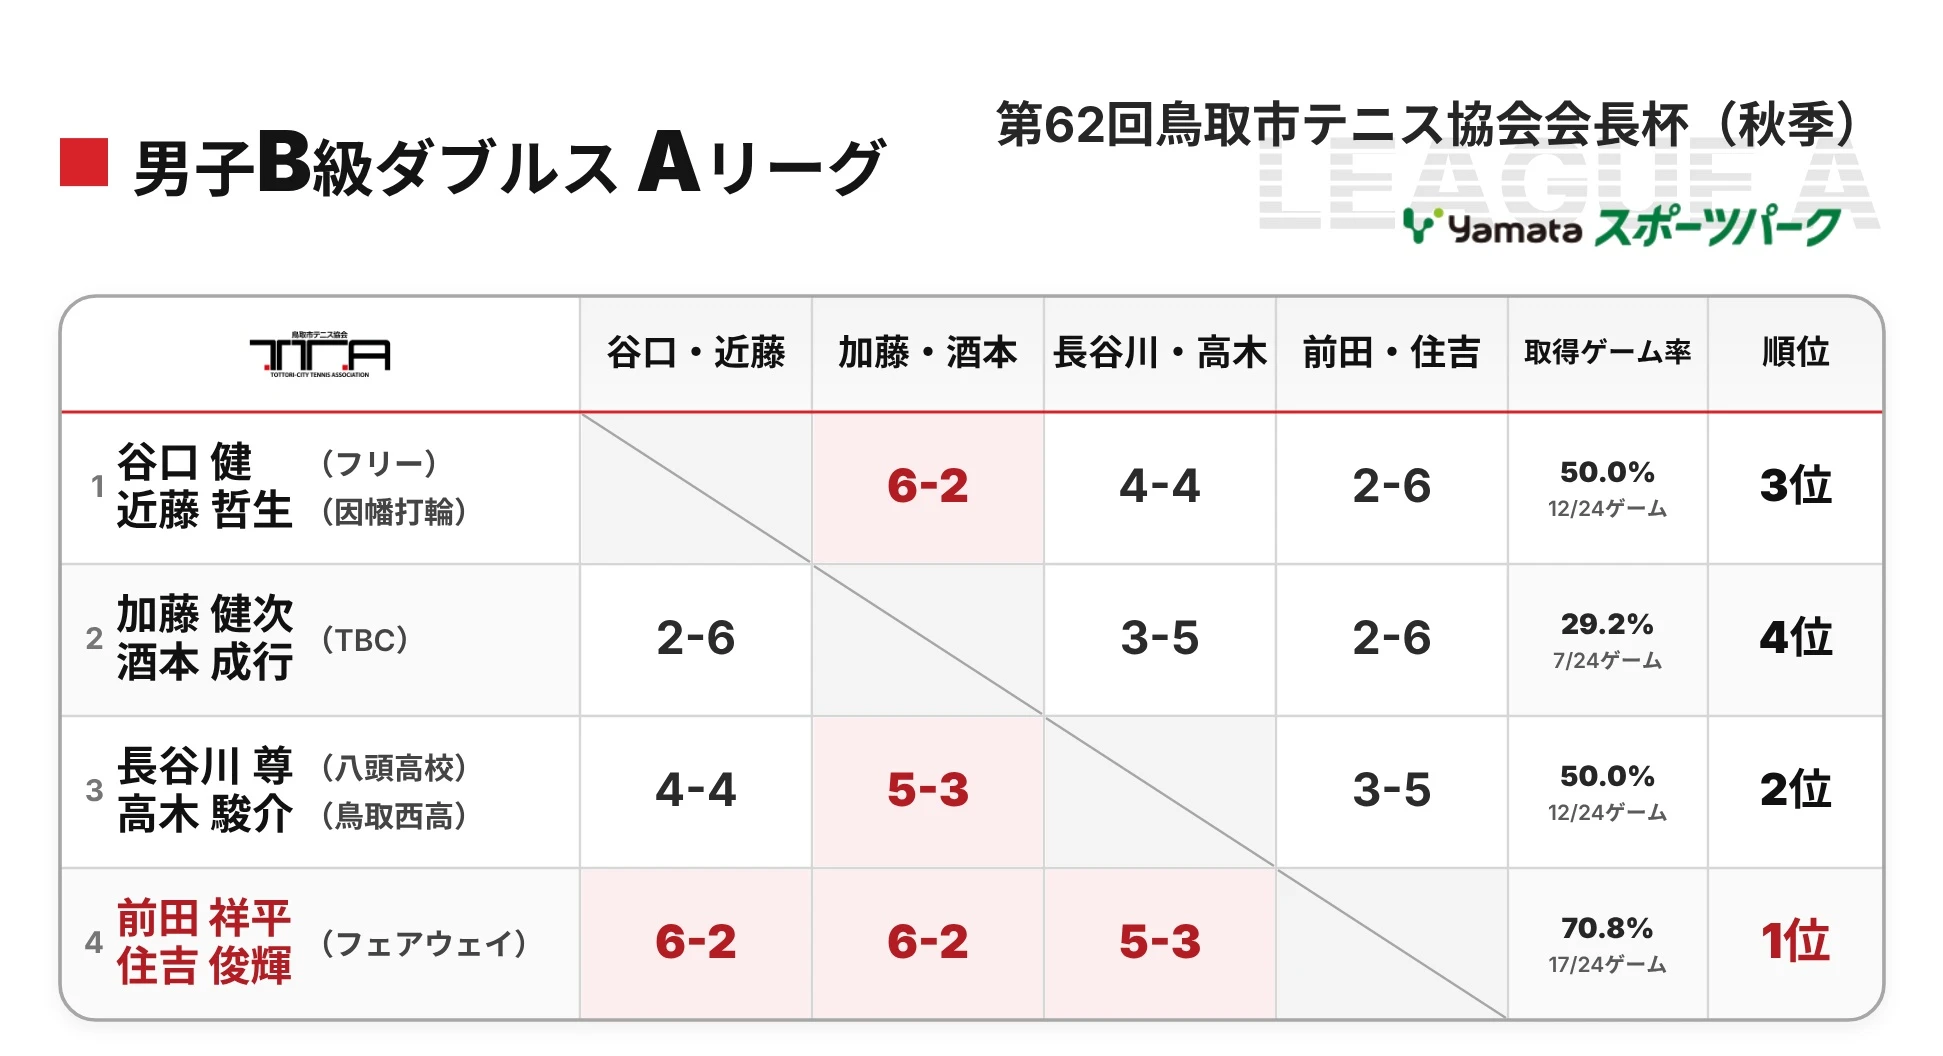 男子B級ダブルス Aリーグ
第62回鳥取市テニス協会会長杯（秋季）
LEAGUE A
Yamata スポーツパーク
鳥取市テニス協会
TTCA
TOTTORI-CITY TENNIS ASSOCIATION
谷口・近藤 加藤・酒本 長谷川・高木 前田・住吉 取得ゲーム率 順位
1 谷口 健 （フリー）
近藤 哲生 （因幡打輪）
6-2 4-4 2-6 50.0% 3位
12/24ゲーム
2 加藤 健次
酒本 成行 （TBC）
2-6 3-5 2-6 29.2% 4位
7/24ゲーム
3 長谷川 尊 （八頭高校）
高木 駿介 （鳥取西高）
4-4 5-3 3-5 50.0% 2位
12/24ゲーム
4 前田 祥平
住吉 俊輝 （フェアウェイ）
6-2 6-2 5-3 70.8% 1位
17/24ゲーム